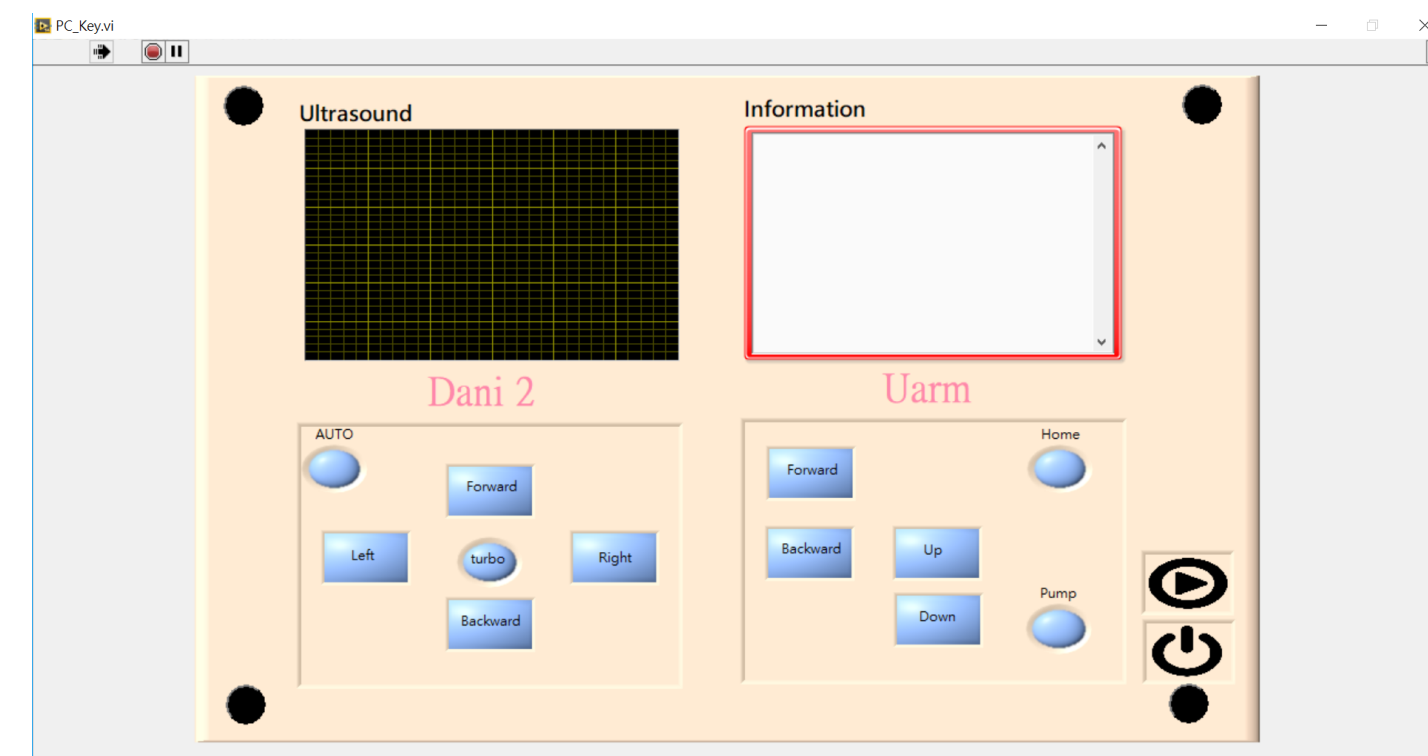 PC_Key.vi
Ultrasound
Information
Dani 2
Uarm
AUTO
Forward
Left
turbo
Right
Backward
Forward
Home
Backward
Up
Pump
Down